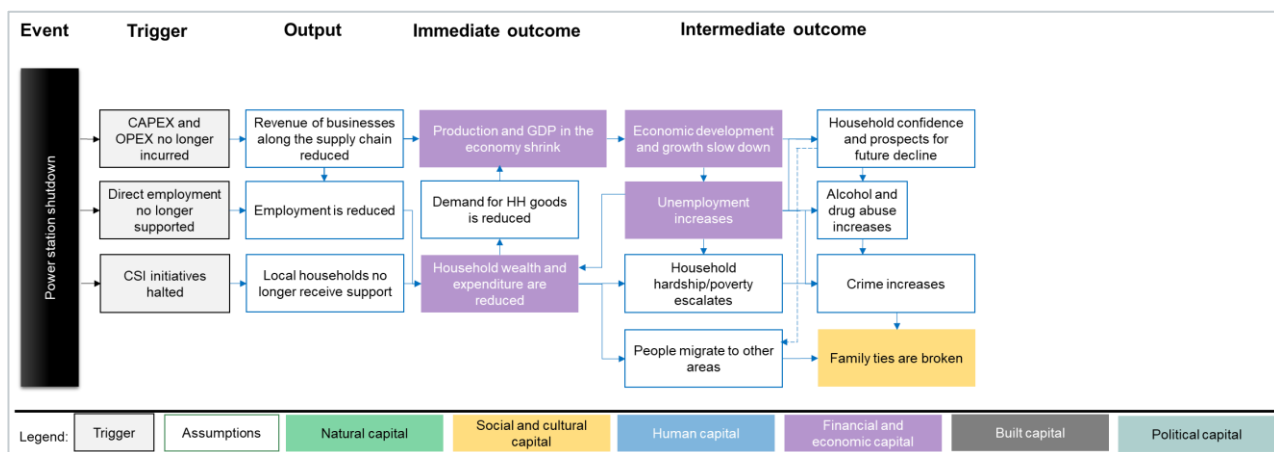 Event
Trigger
Output
Immediate outcome
Intermediate outcome
Power station shutdown
CAPEX and
OPEX no longer
incurred
Revenue of businesses
along the supply chain
reduced
Production and GDP in the
economy shrink
Economic development
and growth slow down
Household confidence
and prospects for
future decline
Direct employment
no longer
supported
Employment is reduced
Demand for HH goods
is reduced
Unemployment
increases
Alcohol and
drug abuse
increases
CSI initiatives
halted
Local households no
longer receive support
Household wealth and
expenditure are
reduced
Household
hardship/poverty
escalates
Crime increases
People migrate to other
areas
Family ties are broken
Legend:
Trigger
Assumptions
Natural capital
Social and cultural
capital
Human capital
Financial and
economic capital
Built capital
Political capital